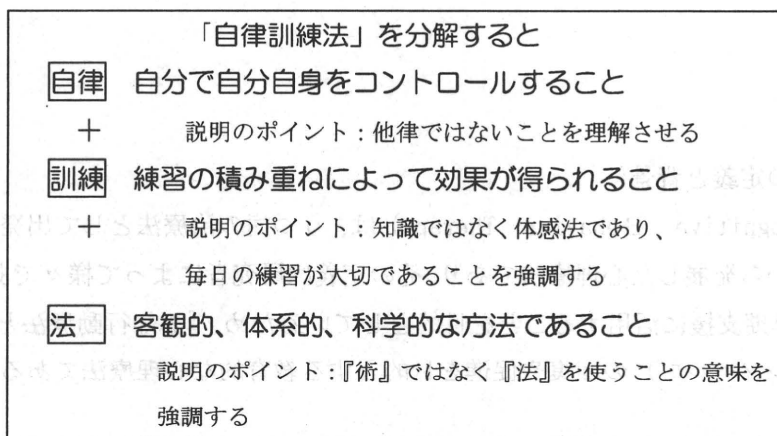 「自律訓練法」を分解すると
自律 自分で自分自身をコントロールすること
＋ 説明のポイント：他律ではないことを理解させる
訓練 練習の積み重ねによって効果が得られること
＋ 説明のポイント：知識ではなく体感法であり、
毎日の練習が大切であることを強調する
法 客観的、体系的、科学的な方法であること
説明のポイント：『術』ではなく『法』を使うことの意味を
強調する